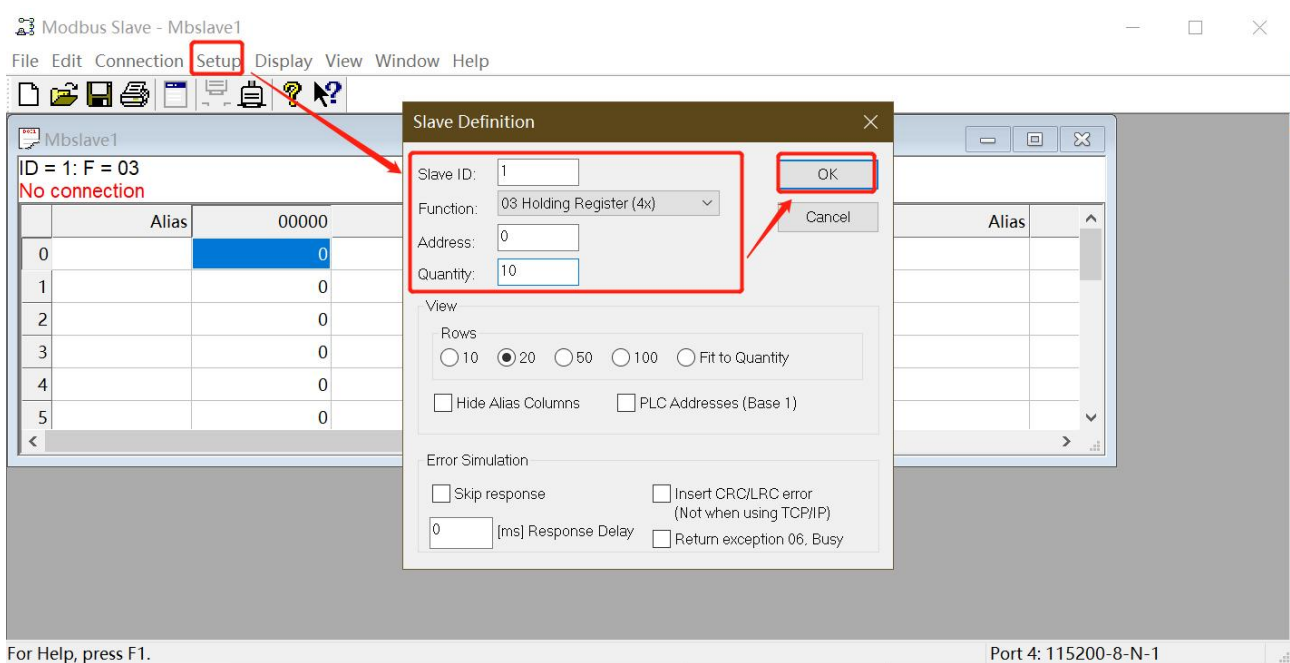 Modbus Slave - Mbslave1
File Edit Connection Setup Display View Window Help
Mbslave1
ID = 1: F = 03
No connection
Alias 00000 Alias
0 0
1 0
2 0
3 0
4 0
5 0
Slave Definition
Slave ID: 1 OK
Function: 03 Holding Register (4x) Cancel
Address: 0
Quantity: 10
View
Rows
10 20 50 100 Fit to Quantity
Hide Alias Columns PLC Addresses (Base 1)
Error Simulation
Skip response Insert CRC/LRC error
(Not when using TCP/IP)
0 [ms] Response Delay Return exception 06, Busy
For Help, press F1. Port 4: 115200-8-N-1